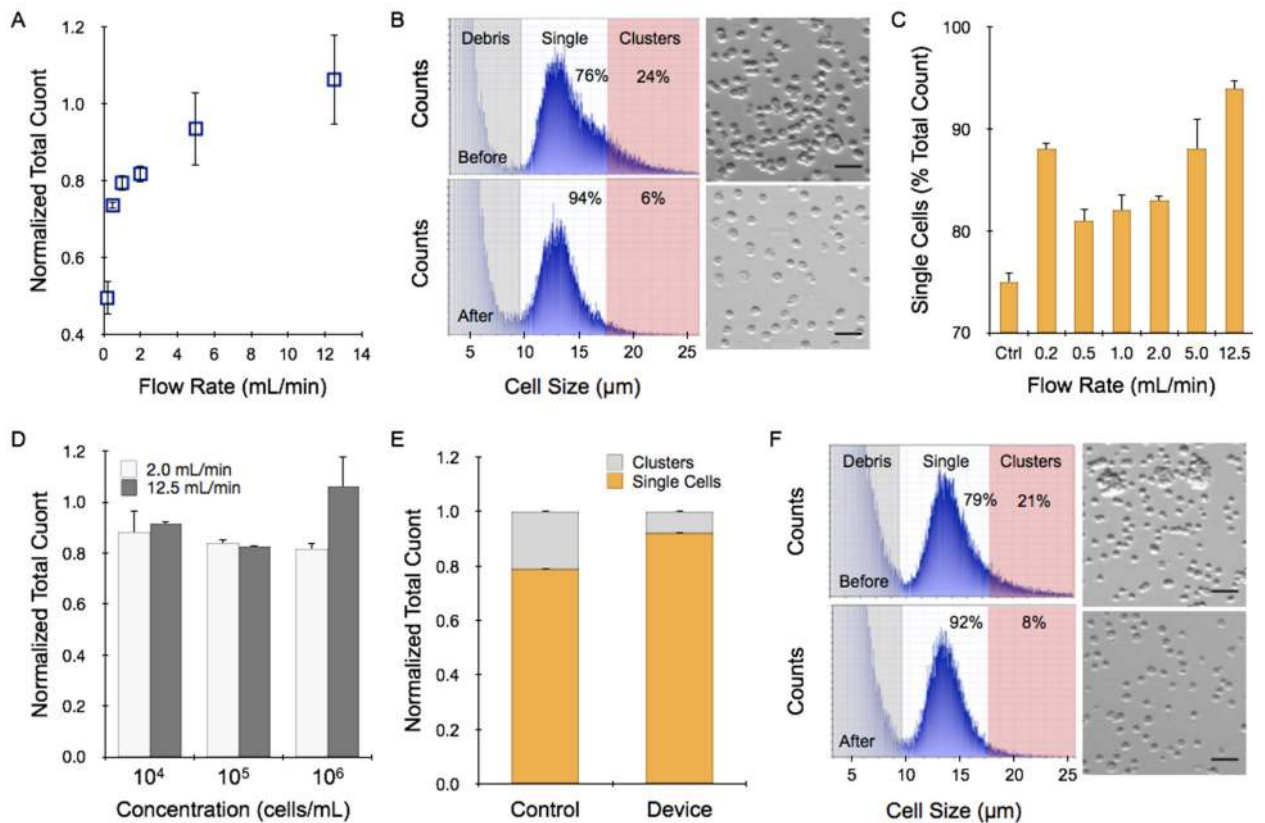 A
Normalized Total Cuont
1.2
1.0
0.8
0.6
0.4
0 2 4 6 8 10 12 14
Flow Rate (mL/min)
B
Counts
Debris Single Clusters
76% 24%
Before
Counts
94% 6%
After
5 10 15 20 25
Cell Size (µm)
C
Single Cells (% Total Count)
100
90
80
70
Ctrl 0.2 0.5 1.0 2.0 5.0 12.5
Flow Rate (mL/min)
D
Normalized Total Cuont
1.2
1.0
0.8
0.6
0.4
0.2
0.0
2.0 mL/min
12.5 mL/min
10⁴ 10⁵ 10⁶
Concentration (cells/mL)
E
Normalized Total Cuont
1.2
1.0
0.8
0.6
0.4
0.2
0.0
Clusters
Single Cells
Control Device
F
Counts
Debris Single Clusters
79% 21%
Before
Counts
92% 8%
After
5 10 15 20 25
Cell Size (µm)